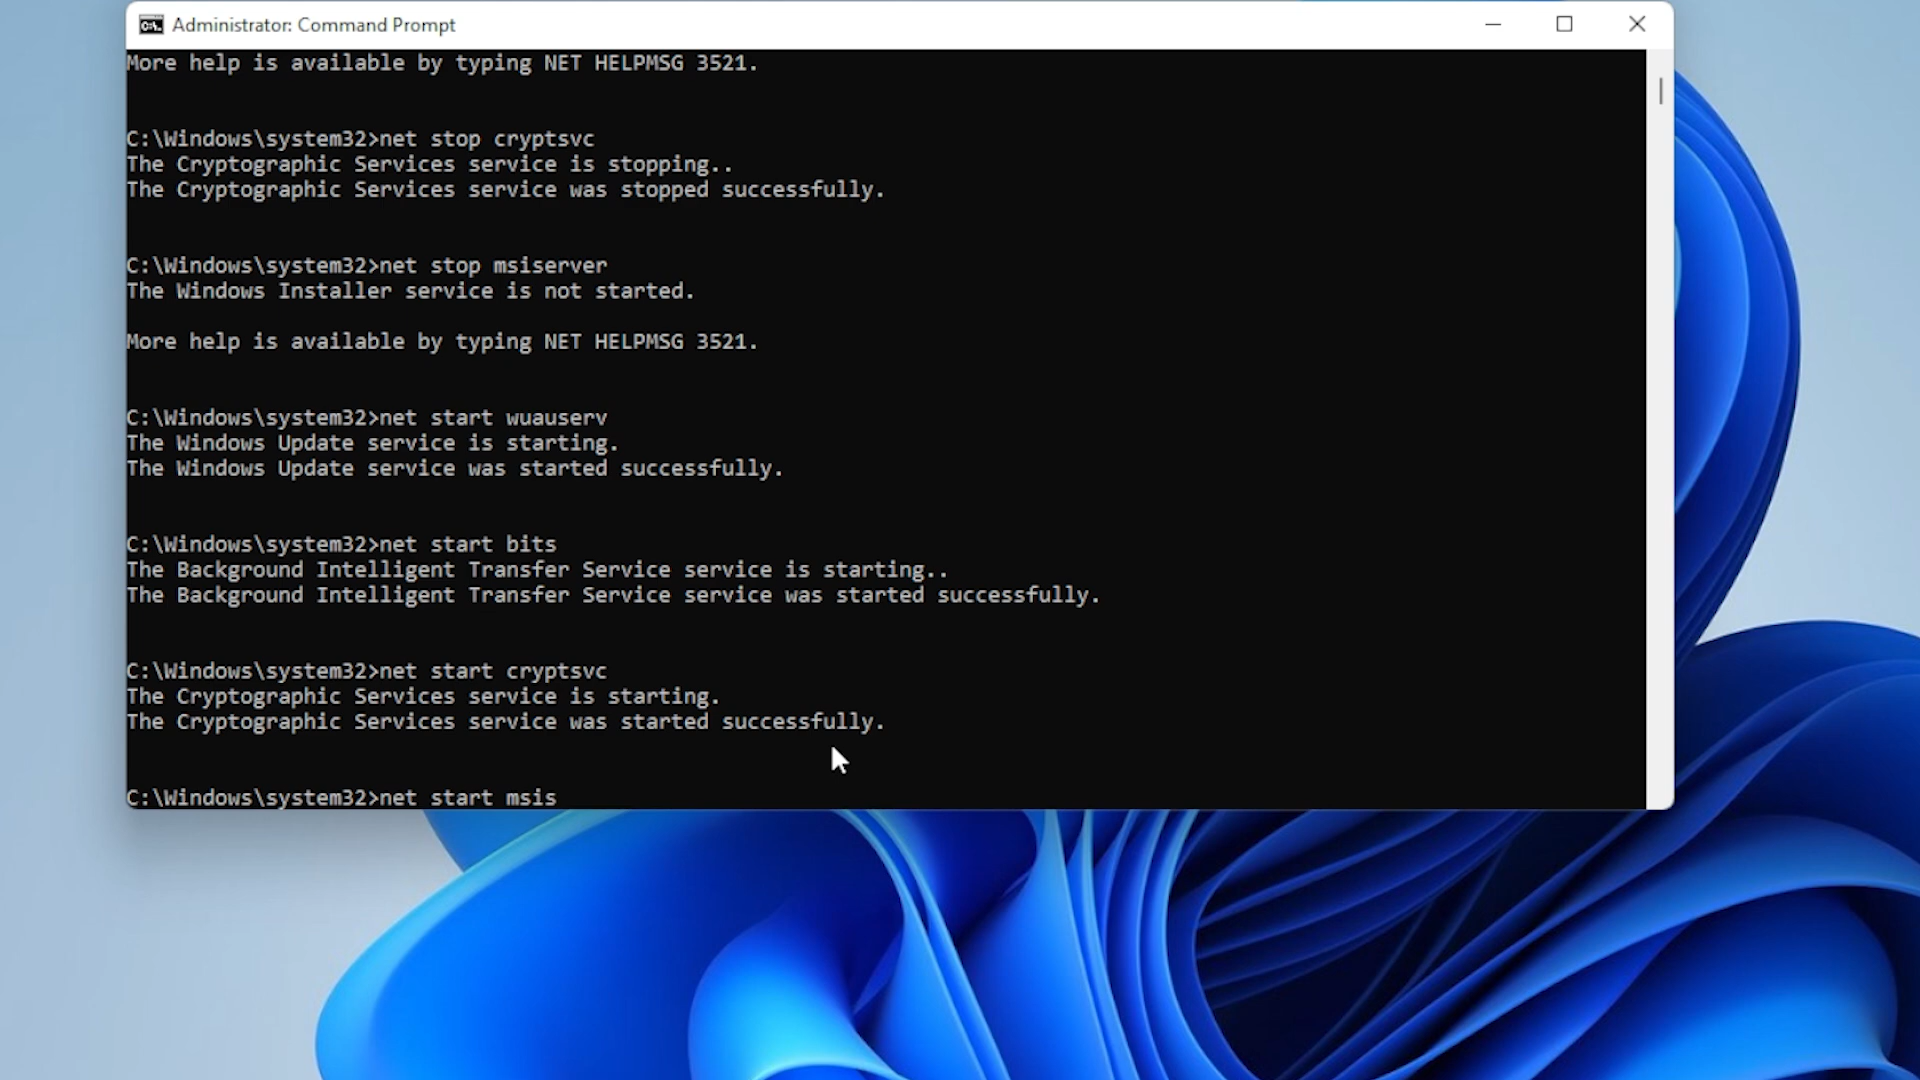 Administrator: Command Prompt
More help is available by typing NET HELPMSG 3521.
C:\Windows\system32>net stop cryptsvc
The Cryptographic Services service is stopping..
The Cryptographic Services service was stopped successfully.
C:\Windows\system32>net stop msiserver
The Windows Installer service is not started.
More help is available by typing NET HELPMSG 3521.
C:\Windows\system32>net start wuauserv
The Windows Update service is starting.
The Windows Update service was started successfully.
C:\Windows\system32>net start bits
The Background Intelligent Transfer Service service is starting..
The Background Intelligent Transfer Service service was started successfully.
C:\Windows\system32>net start cryptsvc
The Cryptographic Services service is starting.
The Cryptographic Services service was started successfully.
C:\Windows\system32>net start msis